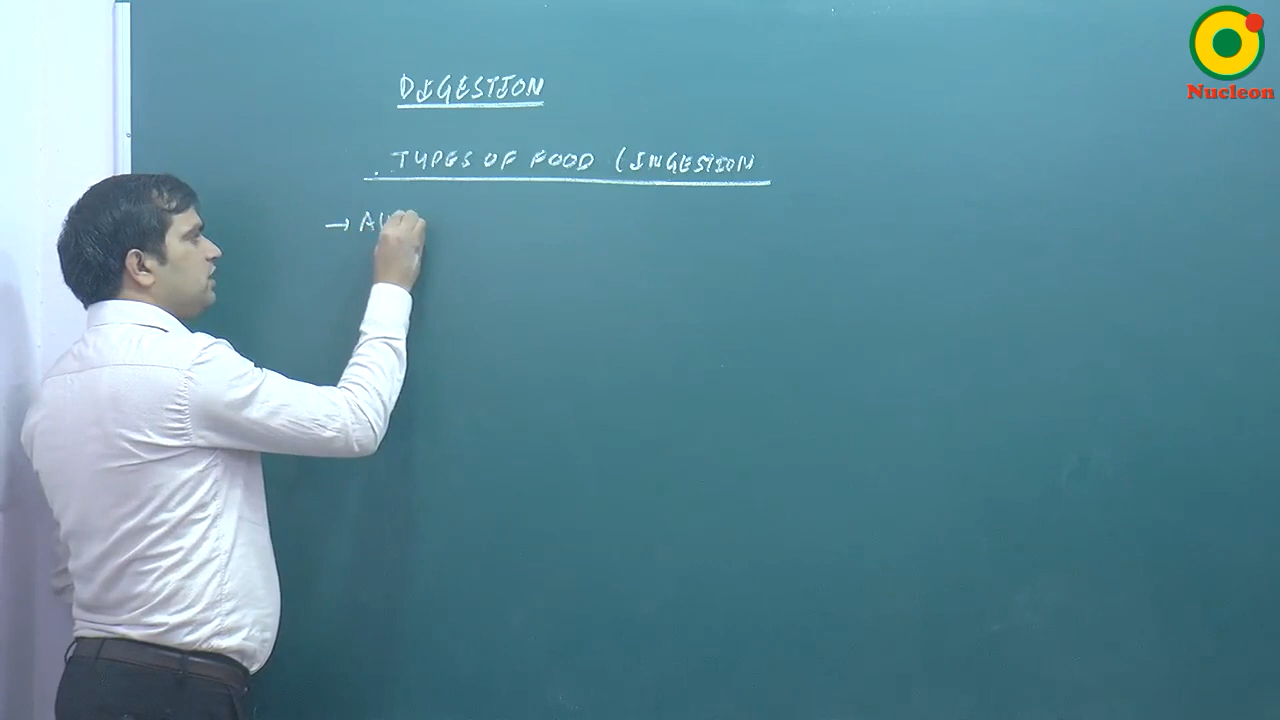 Nucleon
DIGESTION
TYPES OF FOOD (INGESTION
→